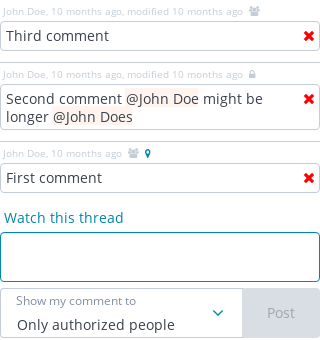 John Doe, 10 months ago, modified 10 months ago
Third comment
John Doe, 10 months ago, modified 10 months ago
Second comment @John Doe might be
longer @John Does
John Doe, 10 months ago
First comment
Watch this thread
Show my comment to
Only authorized people
Post